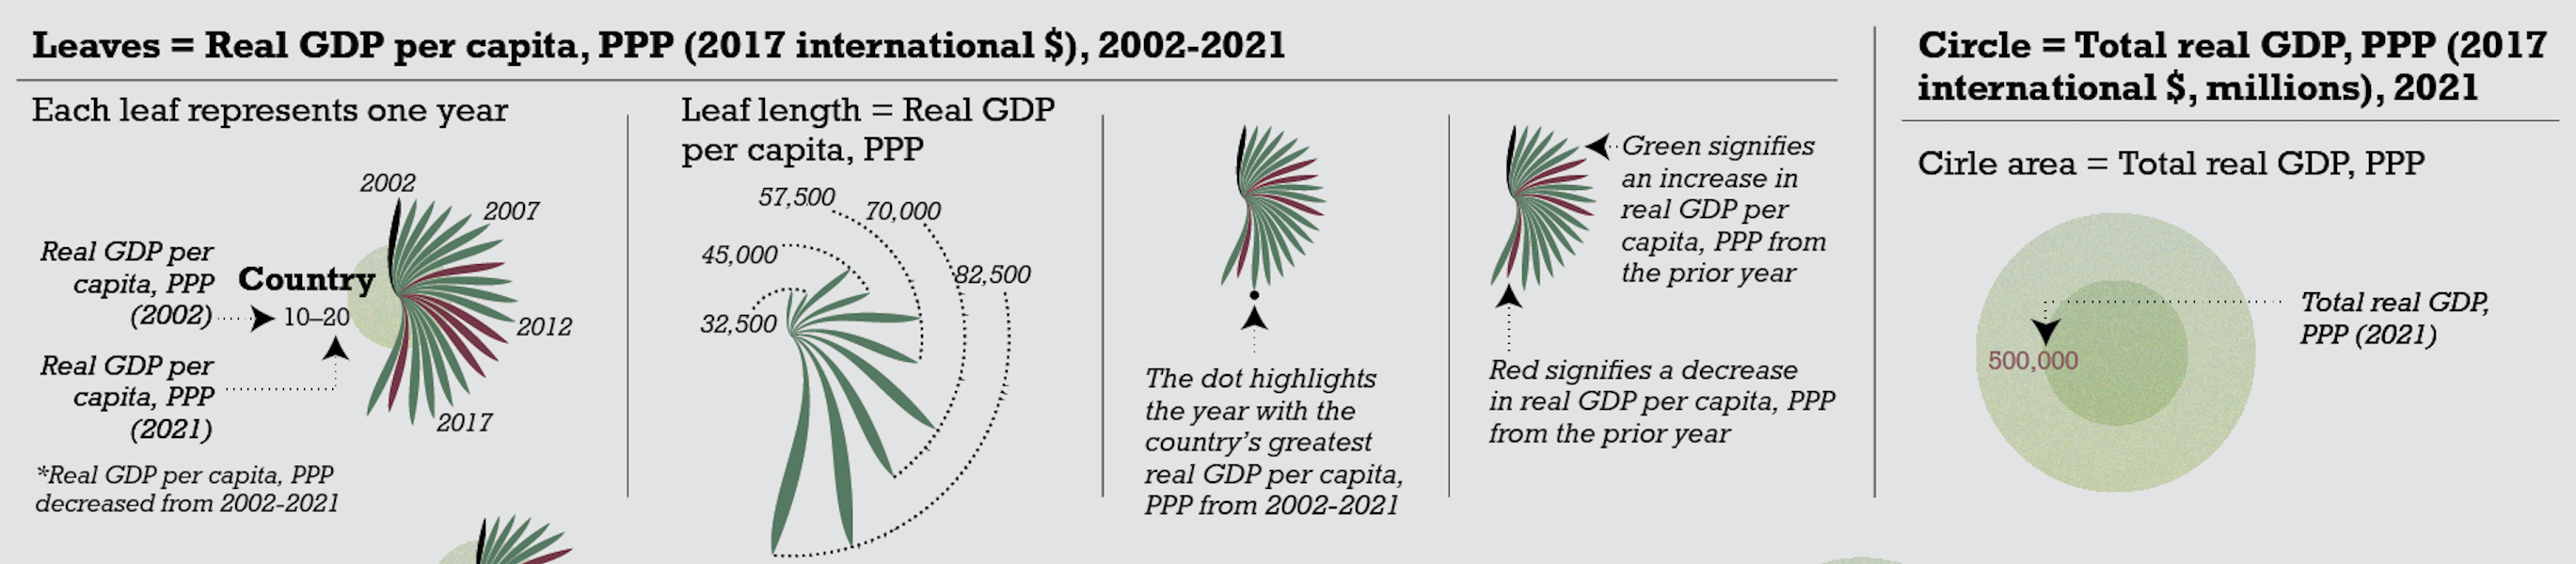 Leaves = Real GDP per capita, PPP (2017 international $), 2002-2021
Each leaf represents one year
2002
2007
2012
2017
Real GDP per
capita, PPP
(2002)
Country
10–20
Real GDP per
capita, PPP
(2021)
*Real GDP per capita, PPP
decreased from 2002-2021
Leaf length = Real GDP
per capita, PPP
57,500
70,000
45,000
82,500
32,500
The dot highlights
the year with the
country's greatest
real GDP per capita,
PPP from 2002-2021
Green signifies
an increase in
real GDP per
capita, PPP from
the prior year
Red signifies a decrease
in real GDP per capita, PPP
from the prior year
Circle = Total real GDP, PPP (2017
international $, millions), 2021
Cirle area = Total real GDP, PPP
Total real GDP,
PPP (2021)
500,000